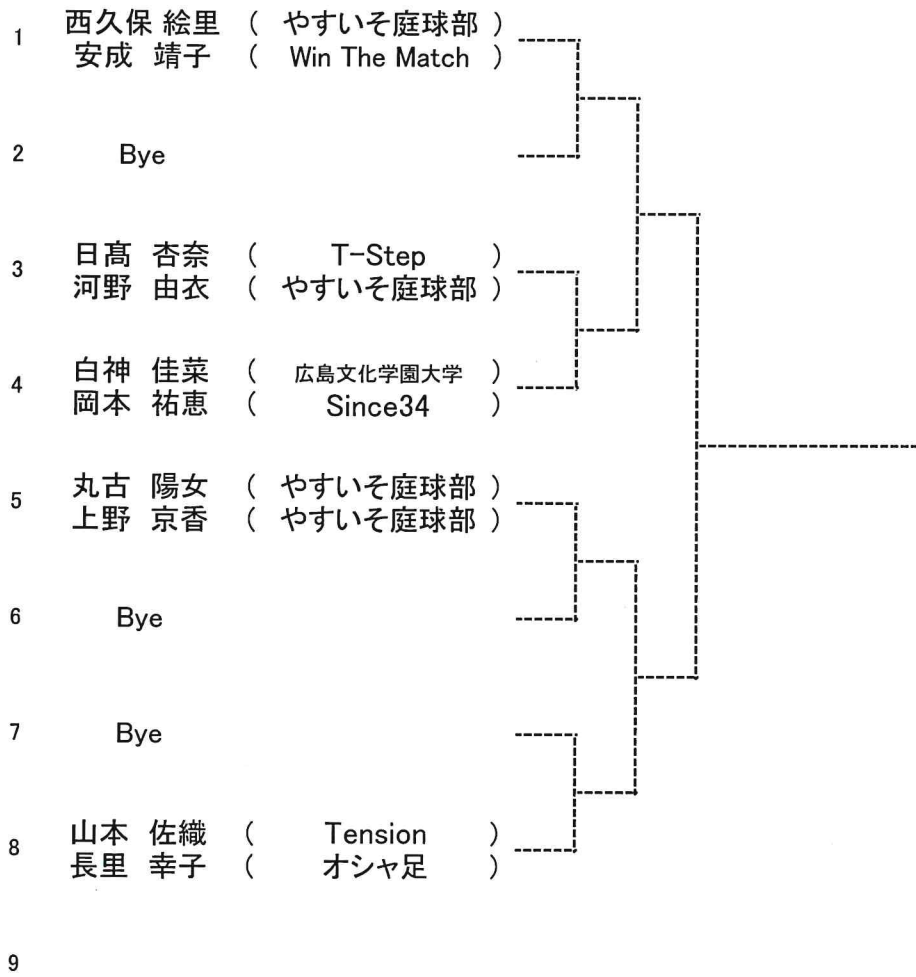 1 西久保 絵里 ( やすいそ庭球部 )
安成 靖子 ( Win The Match )
2 Bye
3 日髙 杏奈 ( T-Step )
河野 由衣 ( やすいそ庭球部 )
4 白神 佳菜 ( 広島文化学園大学 )
岡本 祐恵 ( Since34 )
5 丸古 陽女 ( やすいそ庭球部 )
上野 京香 ( やすいそ庭球部 )
6 Bye
7 Bye
8 山本 佐織 ( Tension )
長里 幸子 ( オシャ足 )
9